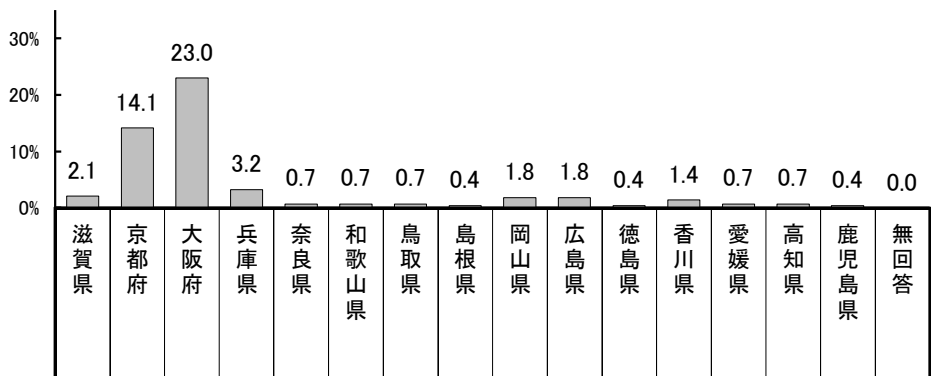 30%
20%
10%
0%
2.1
14.1
23.0
3.2
0.7
0.7
0.7
0.4
1.8
1.8
0.4
1.4
0.7
0.7
0.4
0.0
滋賀県
京都府
大阪府
兵庫県
奈良県
和歌山県
鳥取県
島根県
岡山県
広島県
徳島県
香川県
愛媛県
高知県
鹿児島県
無回答